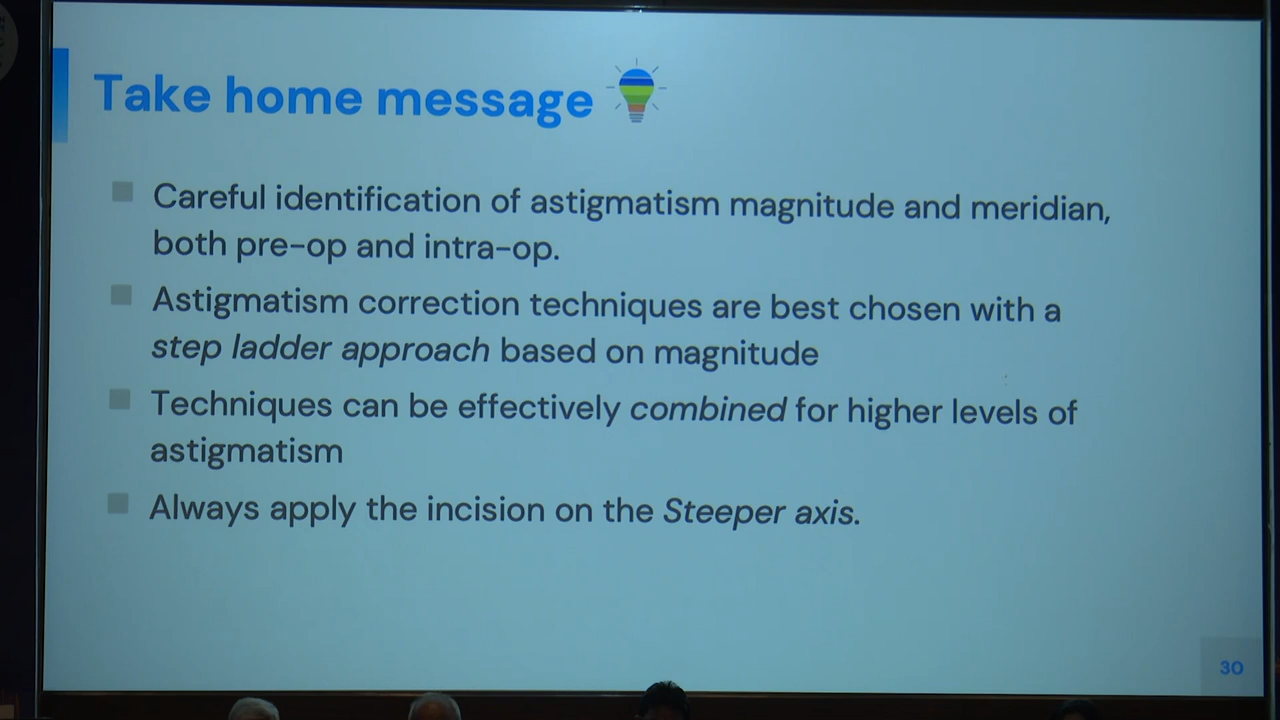 Take home message
Careful identification of astigmatism magnitude and meridian,
both pre-op and intra-op.
Astigmatism correction techniques are best chosen with a
step ladder approach based on magnitude
Techniques can be effectively combined for higher levels of
astigmatism
Always apply the incision on the Steeper axis.
30